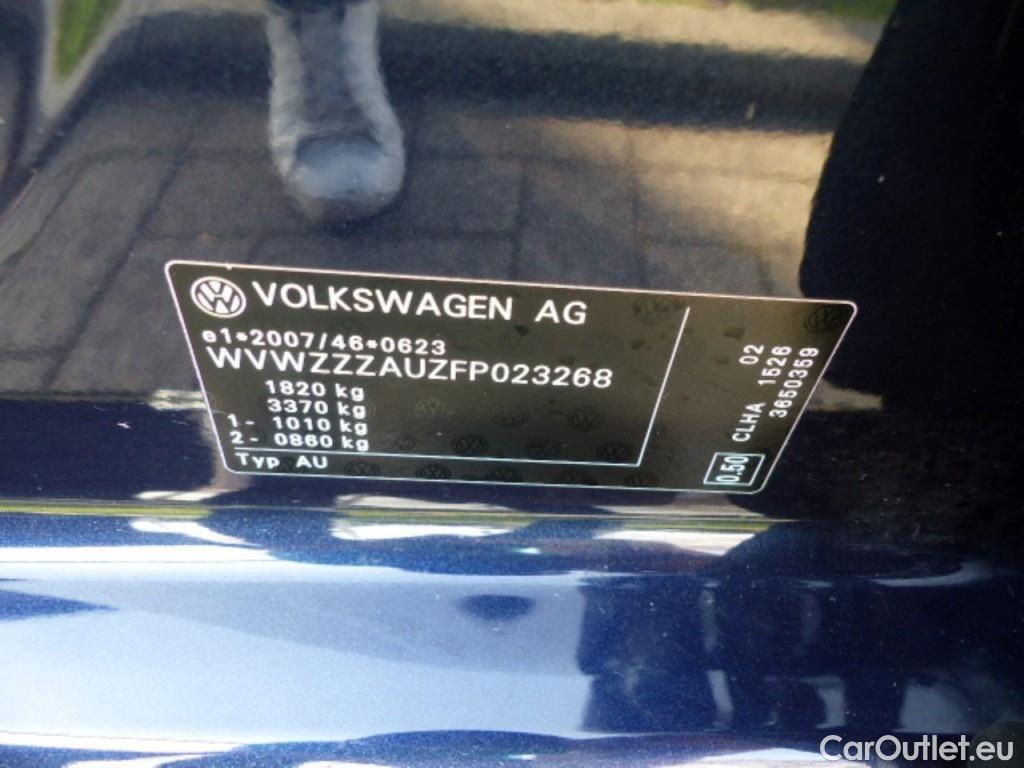 VOLKSWAGEN AG
e1*2007/46*0623
WVWZZZAUZFP023268
1820 kg
3370 kg
1 - 1010 kg
2 - 0860 kg
Typ AU
0.50 CLHA 1526
02
3650359
CarOutlet.eu